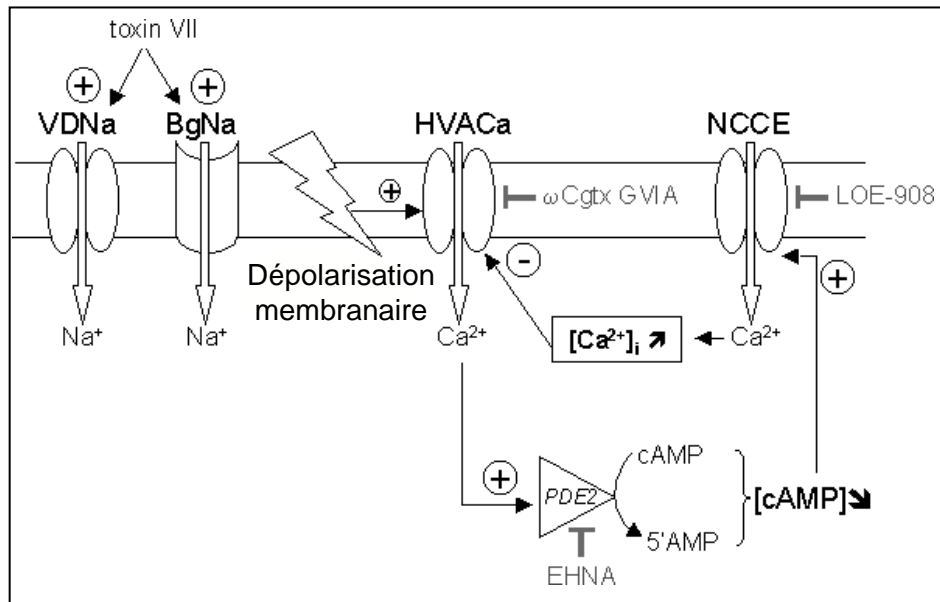 toxin VII
+ +
VDNa BgNa HVACa NCCE
+ ωCgtx GVIA LOE-908
Dépolarisation
membranaire
- +
Na⁺ Na⁺ Ca²⁺ [Ca²⁺]ᵢ ↗ Ca²⁺
+ PDE2 cAMP
[cAMP]↘
5'AMP
EHNA